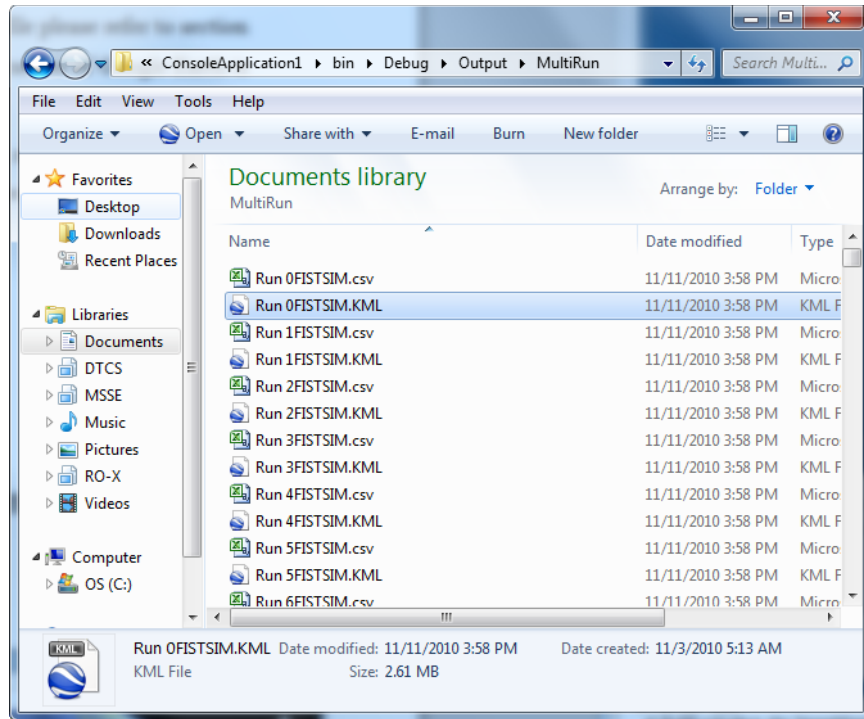 please refer to section
« ConsoleApplication1 ▸ bin ▸ Debug ▸ Output ▸ MultiRun
Search Multi...
File Edit View Tools Help
Organize Open Share with E-mail Burn New folder
Favorites
Desktop
Downloads
Recent Places
Libraries
Documents
DTCS
MSSE
Music
Pictures
RO-X
Videos
Computer
OS (C:)
Documents library
MultiRun
Arrange by: Folder
Name Date modified Type
Run 0FISTSIM.csv 11/11/2010 3:58 PM Micro
Run 0FISTSIM.KML 11/11/2010 3:58 PM KML F
Run 1FISTSIM.csv 11/11/2010 3:58 PM Micro
Run 1FISTSIM.KML 11/11/2010 3:58 PM KML F
Run 2FISTSIM.csv 11/11/2010 3:58 PM Micro
Run 2FISTSIM.KML 11/11/2010 3:58 PM KML F
Run 3FISTSIM.csv 11/11/2010 3:58 PM Micro
Run 3FISTSIM.KML 11/11/2010 3:58 PM KML F
Run 4FISTSIM.csv 11/11/2010 3:58 PM Micro
Run 4FISTSIM.KML 11/11/2010 3:58 PM KML F
Run 5FISTSIM.csv 11/11/2010 3:58 PM Micro
Run 5FISTSIM.KML 11/11/2010 3:58 PM KML F
Run 6FISTSIM.csv 11/11/2010 3:58 PM Micro
KML
Run 0FISTSIM.KML Date modified: 11/11/2010 3:58 PM Date created: 11/3/2010 5:13 AM
KML File Size: 2.61 MB